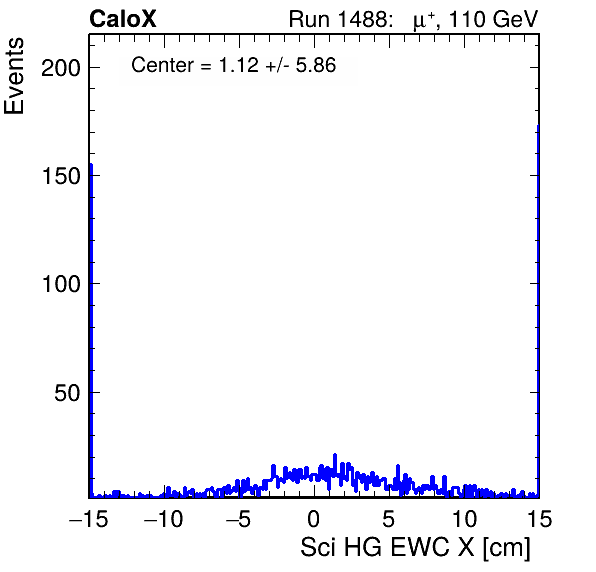 CaloX Run 1488: μ⁺, 110 GeV
Center = 1.12 +/- 5.86
Events
200
150
100
50
−15 −10 −5 0 5 10 15
Sci HG EWC X [cm]